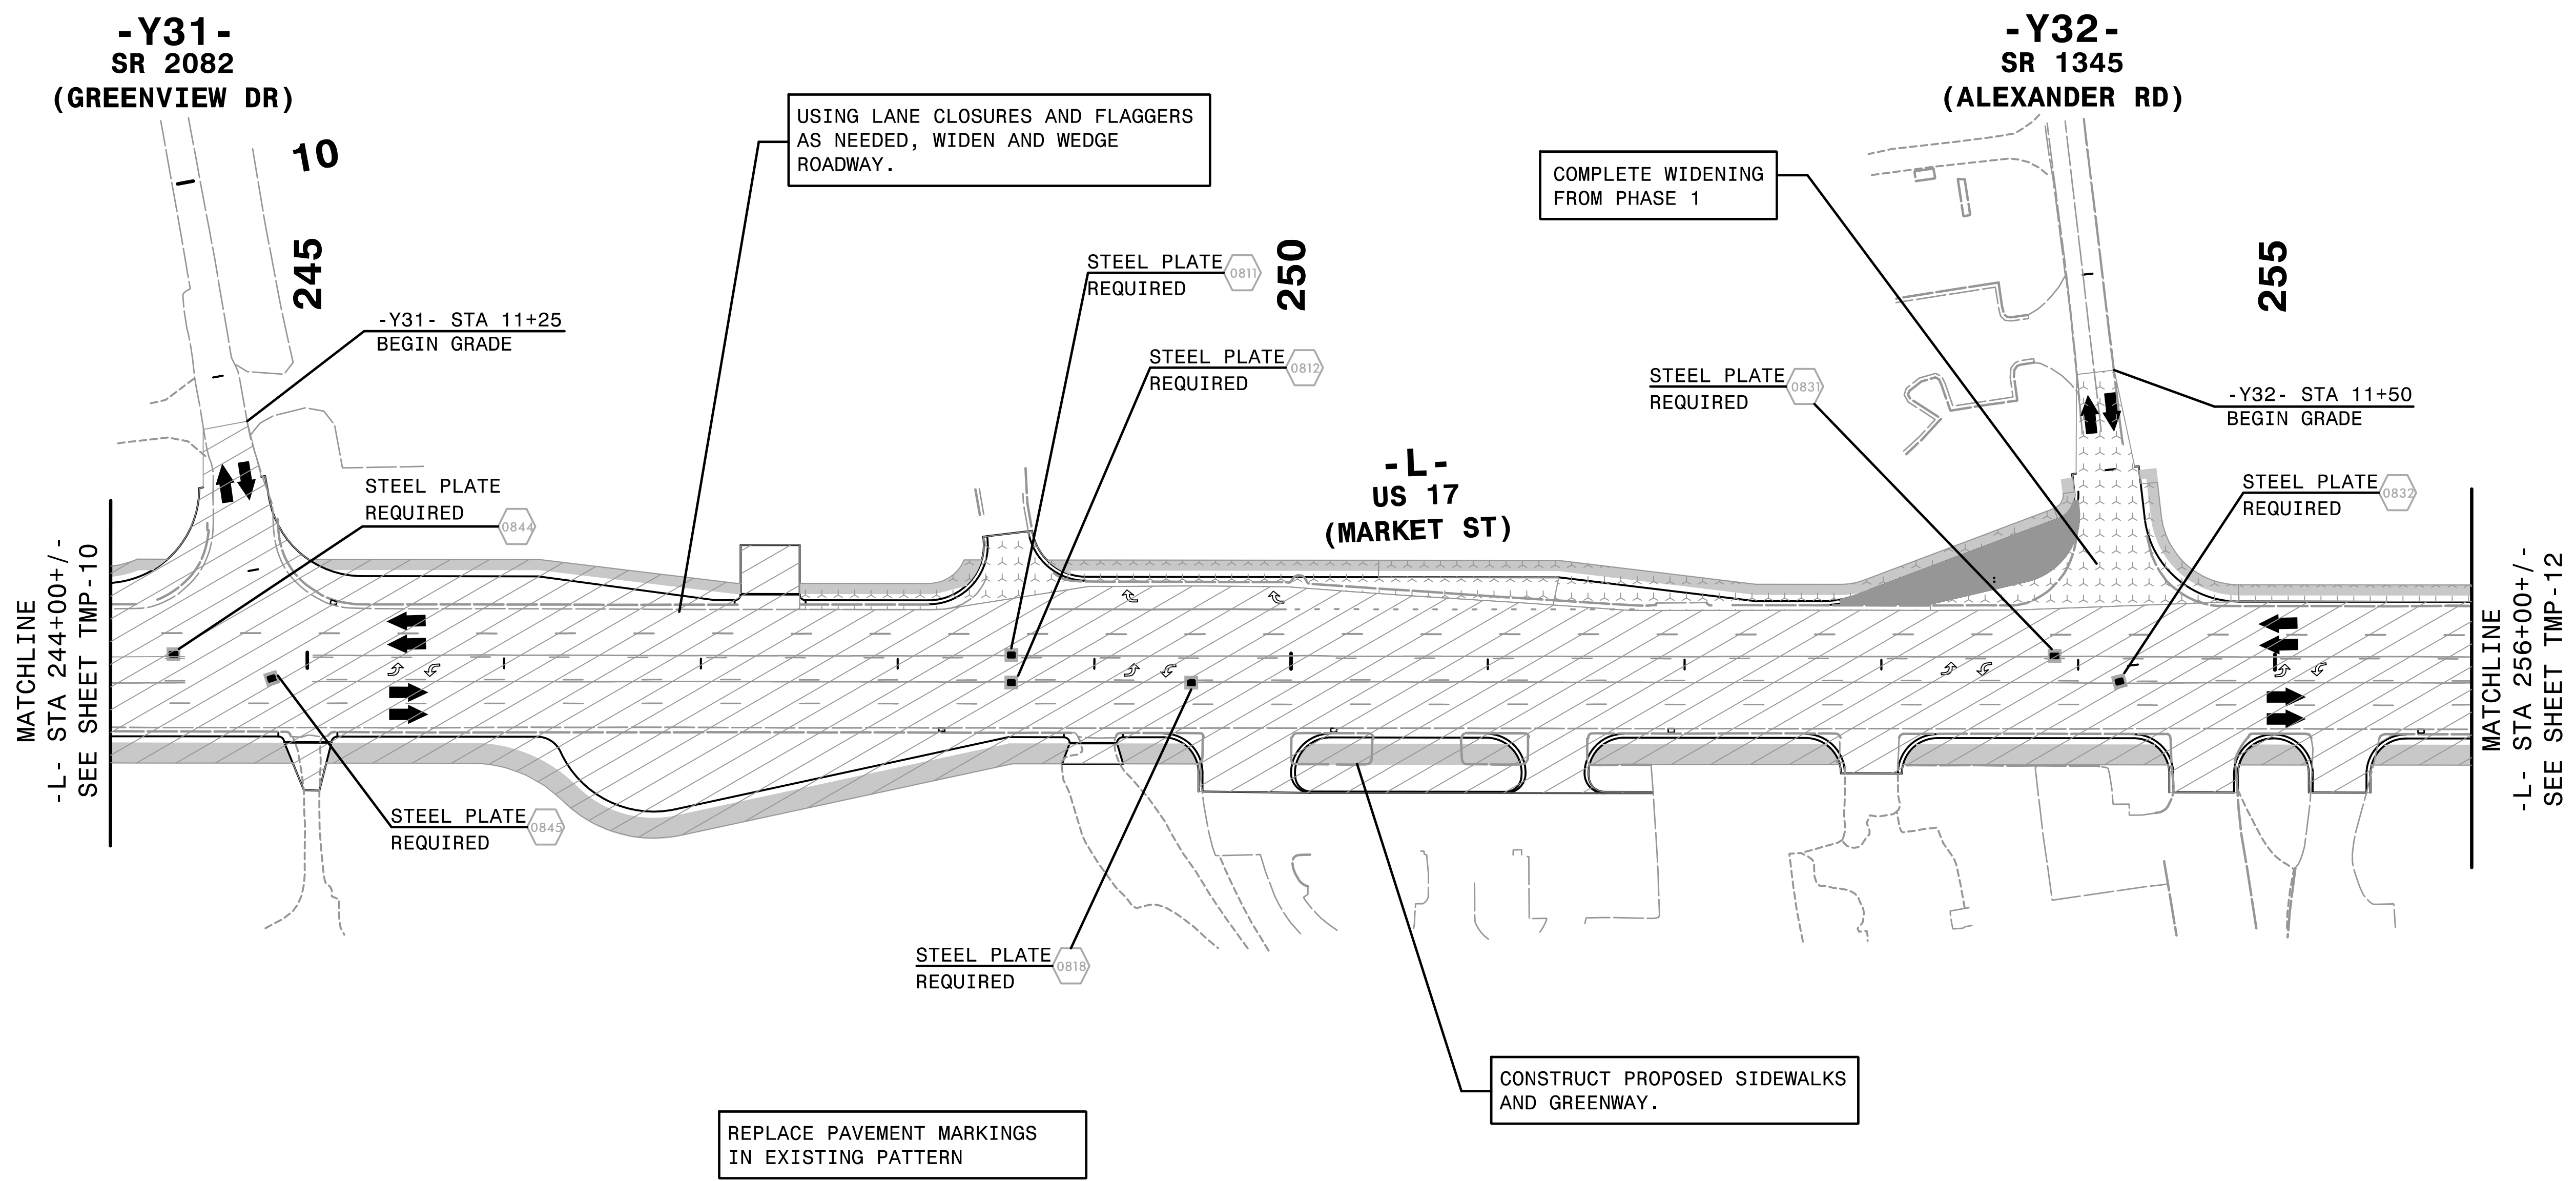 -Y31-
SR 2082
(GREENVIEW DR)
10
245
-Y31- STA 11+25
BEGIN GRADE
USING LANE CLOSURES AND FLAGGERS
AS NEEDED, WIDEN AND WEDGE
ROADWAY.
STEEL PLATE
REQUIRED
0811
250
STEEL PLATE
REQUIRED
0812
-Y32-
SR 1345
(ALEXANDER RD)
COMPLETE WIDENING
FROM PHASE 1
255
STEEL PLATE
REQUIRED
0831
-Y32- STA 11+50
BEGIN GRADE
STEEL PLATE
REQUIRED
0832
STEEL PLATE
REQUIRED
0844
-L-
US 17
(MARKET ST)
MATCHLINE
-L- STA 244+00+/-
SEE SHEET TMP-10
MATCHLINE
-L- STA 256+00+/-
SEE SHEET TMP-12
STEEL PLATE
REQUIRED
0845
STEEL PLATE
REQUIRED
0818
CONSTRUCT PROPOSED SIDEWALKS
AND GREENWAY.
REPLACE PAVEMENT MARKINGS
IN EXISTING PATTERN